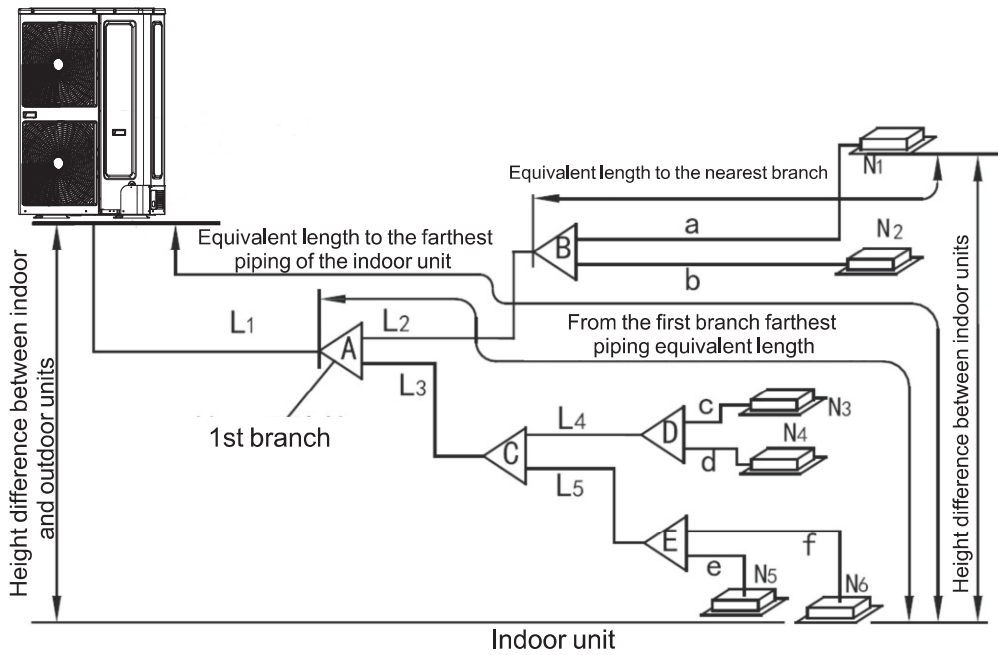 N1
Equivalent length to the nearest branch
a
N2
B
Equivalent length to the farthest
piping of the indoor unit
b
L1
L2
From the first branch farthest
piping equivalent length
A
L3
c
N3
L4
D
N4
1st branch
C
d
L5
E
f
e
N5
N6
Height difference between indoor
and outdoor units
Height difference between indoor units
Indoor unit